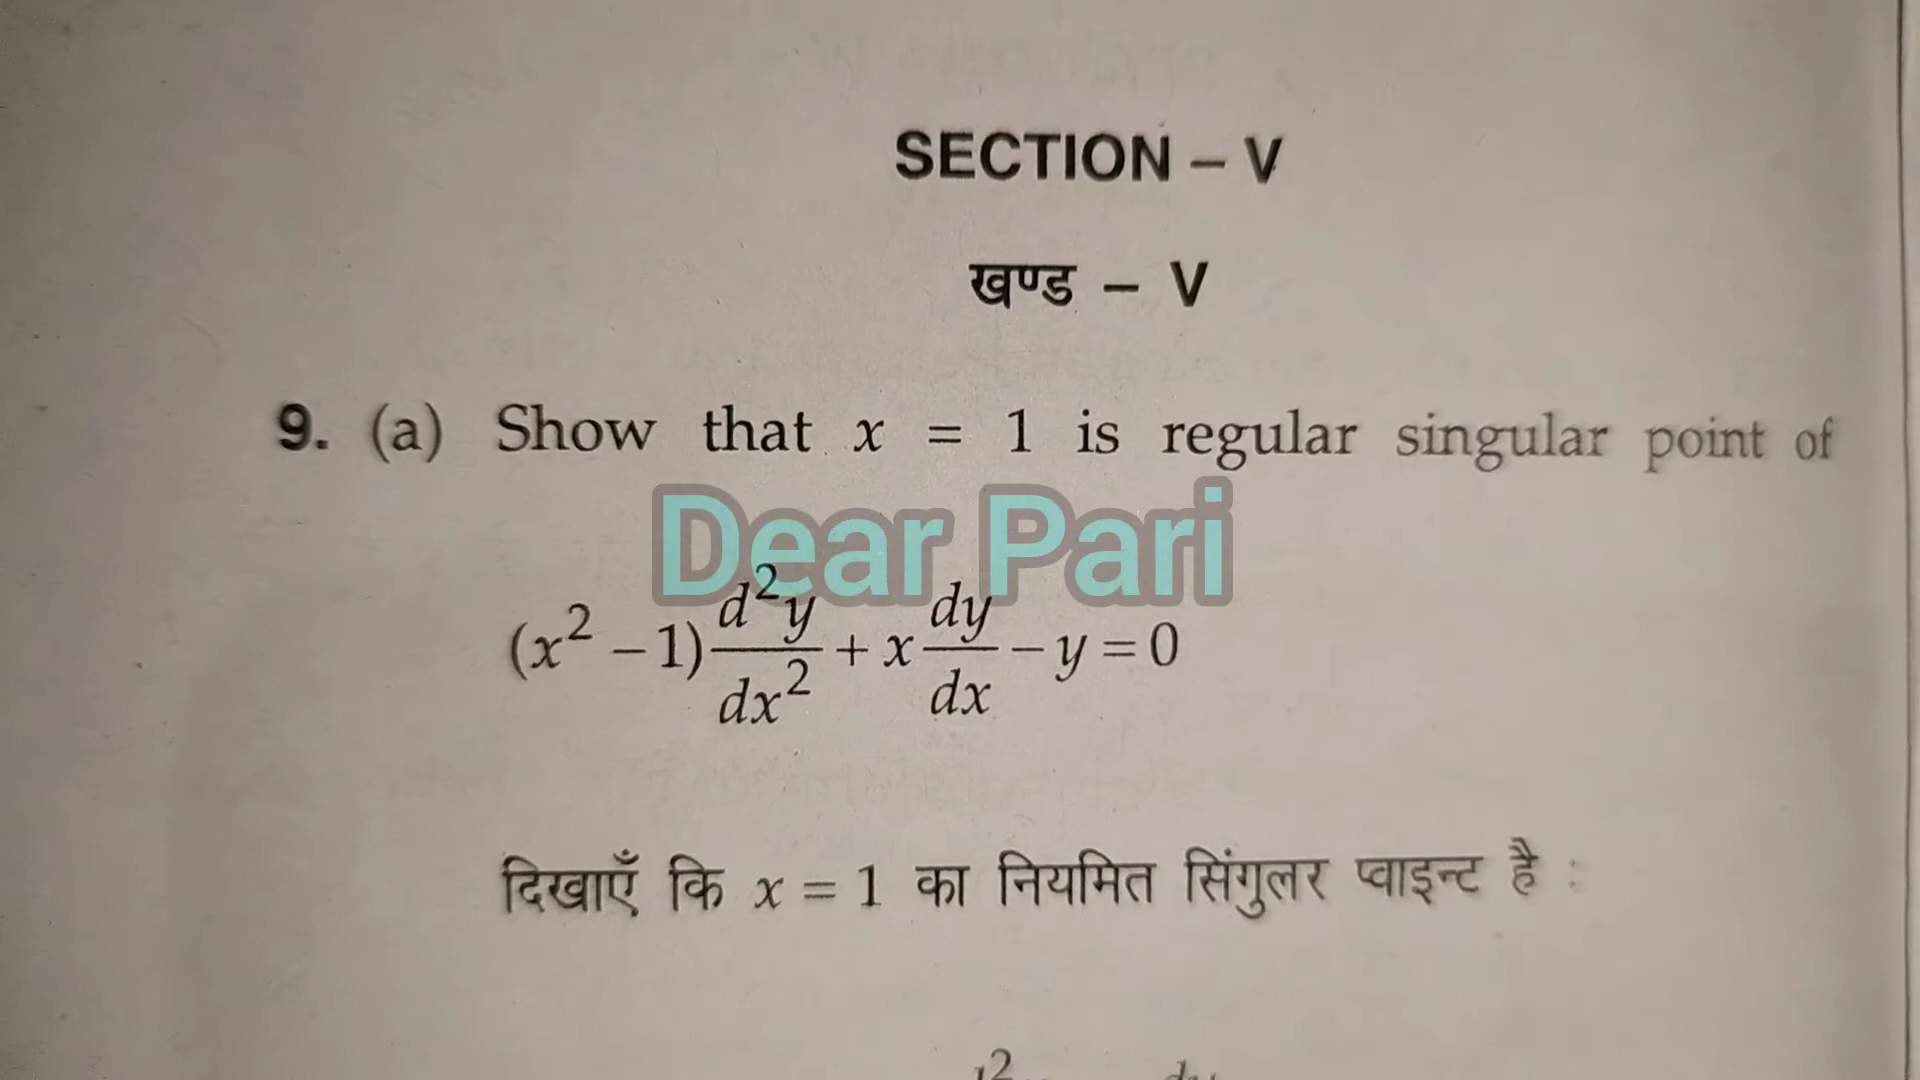 SECTION – V
खण्ड – V
9. (a) Show that x = 1 is regular singular point of
Dear Pari
(x² – 1) d²y/dx² + x dy/dx – y = 0
दिखाएँ कि x = 1 का नियमित सिंगुलर प्वाइन्ट है :